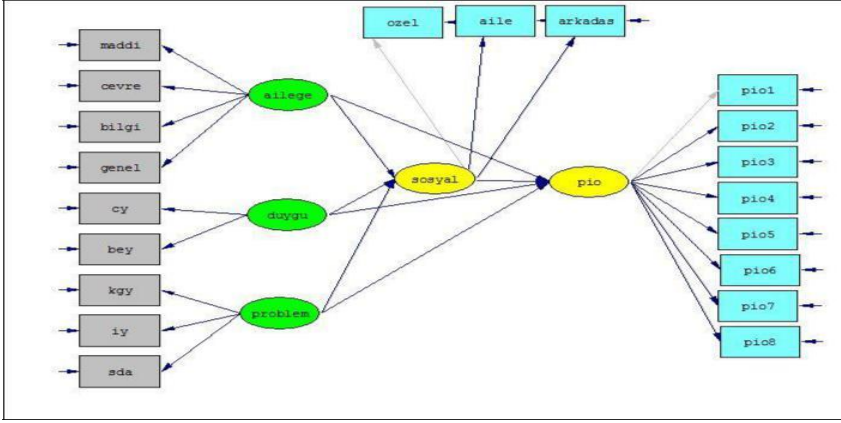 ozel
aile
arkadas
maddi
cevre
bilgi
genel
cy
bey
kgy
iy
sda
ailege
duygu
problem
sosyal
pio
pio1
pio2
pio3
pio4
pio5
pio6
pio7
pio8